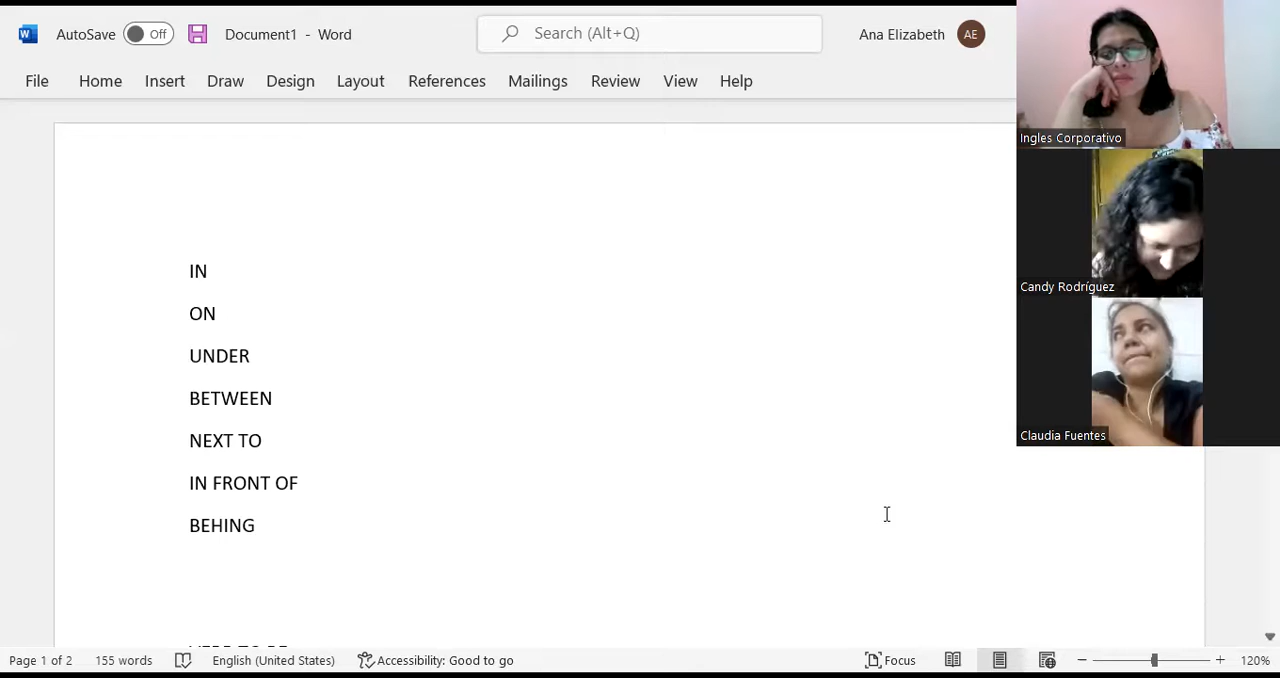 AutoSave Off Document1 - Word Search (Alt+Q) Ana Elizabeth AE
File Home Insert Draw Design Layout References Mailings Review View Help
Ingles Corporativo
Candy Rodríguez
Claudia Fuentes
IN
ON
UNDER
BETWEEN
NEXT TO
IN FRONT OF
BEHING
Page 1 of 2 155 words English (United States) Accessibility: Good to go Focus 120%